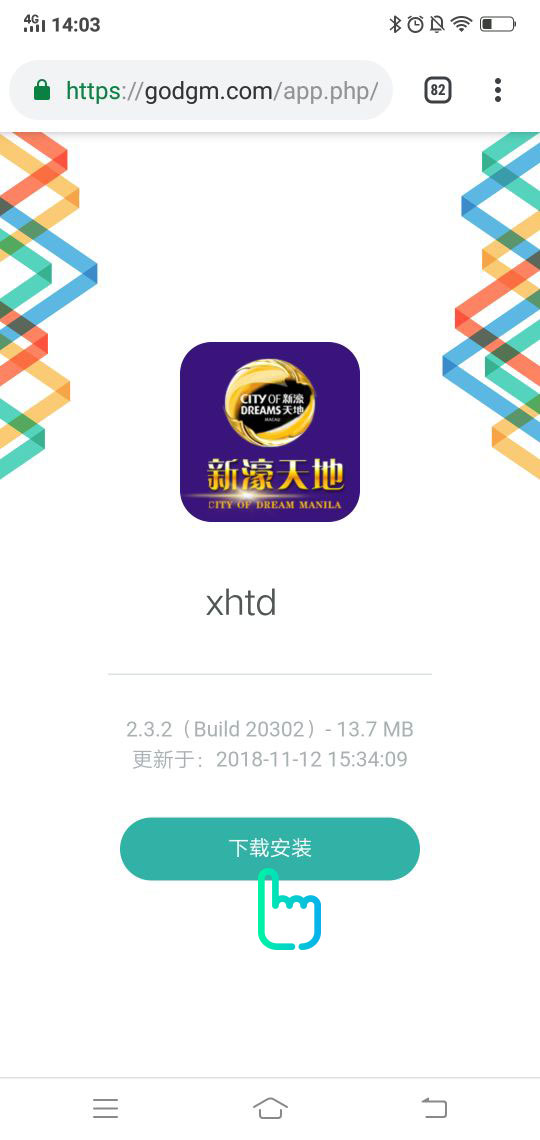 4G 14:03
https://godgm.com/app.php/
82
CITY OF 新濠
DREAMS 天地
MACAU
新濠天地
CITY OF DREAM MANILA
xhtd
2.3.2（Build 20302）- 13.7 MB
更新于：2018-11-12 15:34:09
下载安装